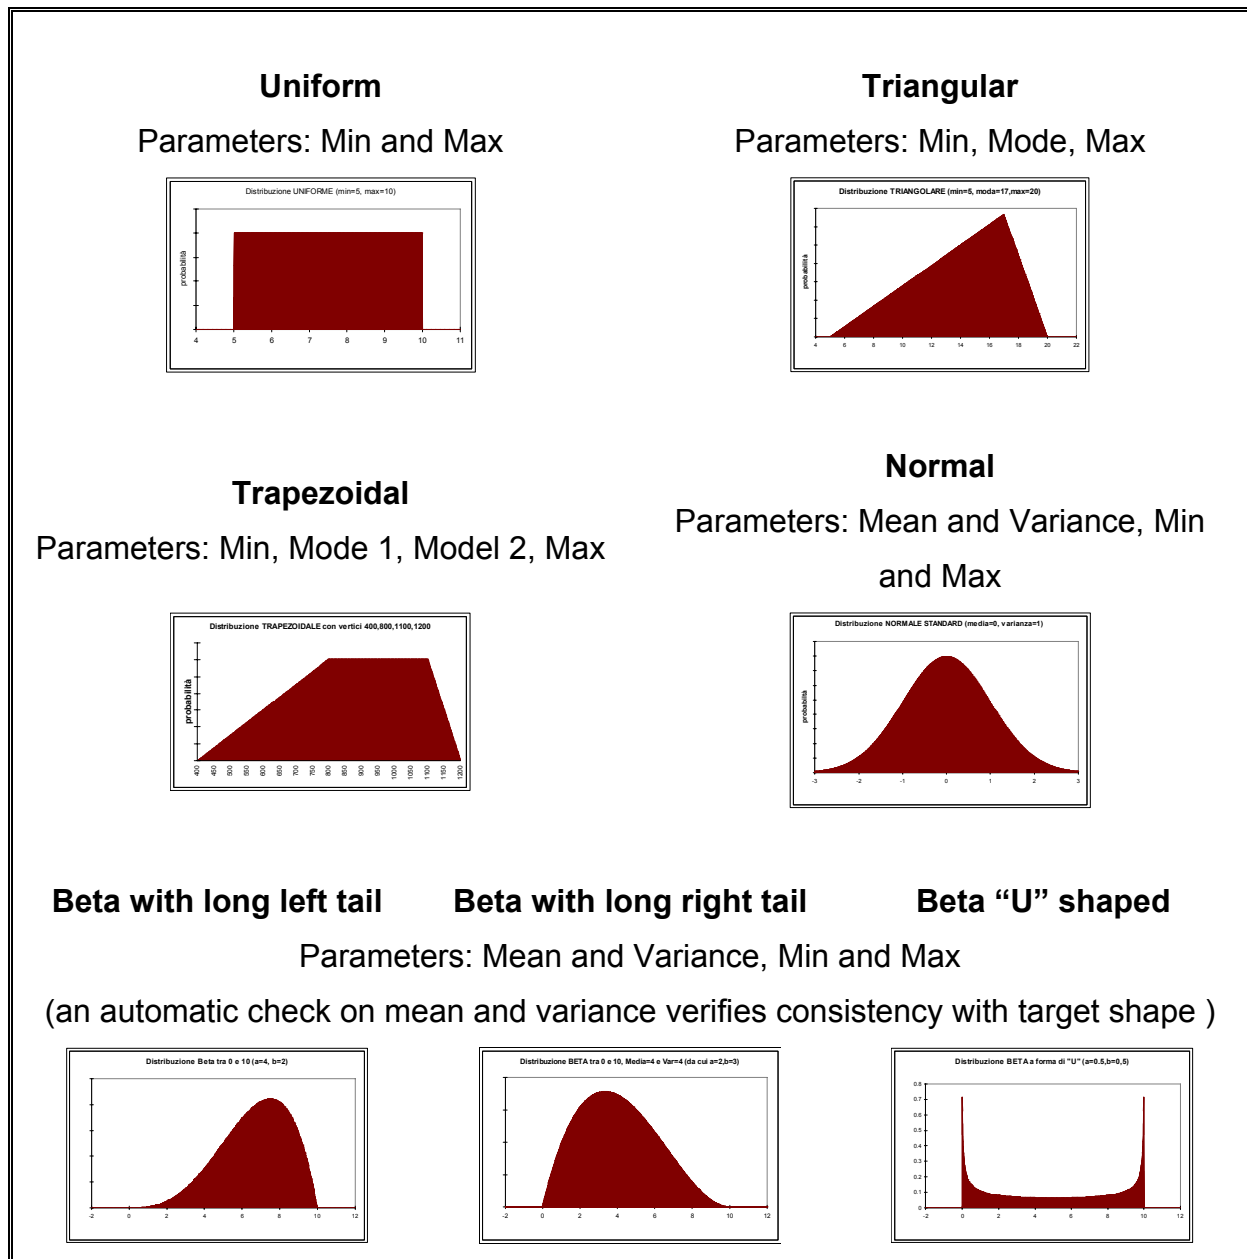 Uniform
Parameters: Min and Max
Distribuzione UNIFORME (min=5, max=10)
probabilità
4 5 6 7 8 9 10 11
Triangular
Parameters: Min, Mode, Max
Distribuzione TRIANGOLARE (min=5, moda=17,max=20)
probabilità
4 6 8 10 12 14 16 18 20 22
Trapezoidal
Parameters: Min, Mode 1, Model 2, Max
Distribuzione TRAPEZOIDALE con vertici 400,800,1100,1200
probabilità
400 450 500 550 600 650 700 750 800 850 900 950 1000 1050 1100 1150 1200
Normal
Parameters: Mean and Variance, Min
and Max
Distribuzione NORMALE STANDARD (media=0, varianza=1)
probabiltà
-3 -2 -1 0 1 2 3
Beta with long left tail
Beta with long right tail
Beta “U” shaped
Parameters: Mean and Variance, Min and Max
(an automatic check on mean and variance verifies consistency with target shape )
Distribuzione Beta tra 0 e 10 (a=4, b=2)
-2 0 2 4 6 8 10 12
Distribuzione BETA tra 0 e 10, Media=4 e Var=4 (da cui a=2,b=3)
-2 0 2 4 6 8 10 12
Distribuzione BETA a forma di "U" (a=0.5,b=0,5)
0.8
0.7
0.6
0.5
0.4
0.3
0.2
0.1
0
-2 0 2 4 6 8 10 12